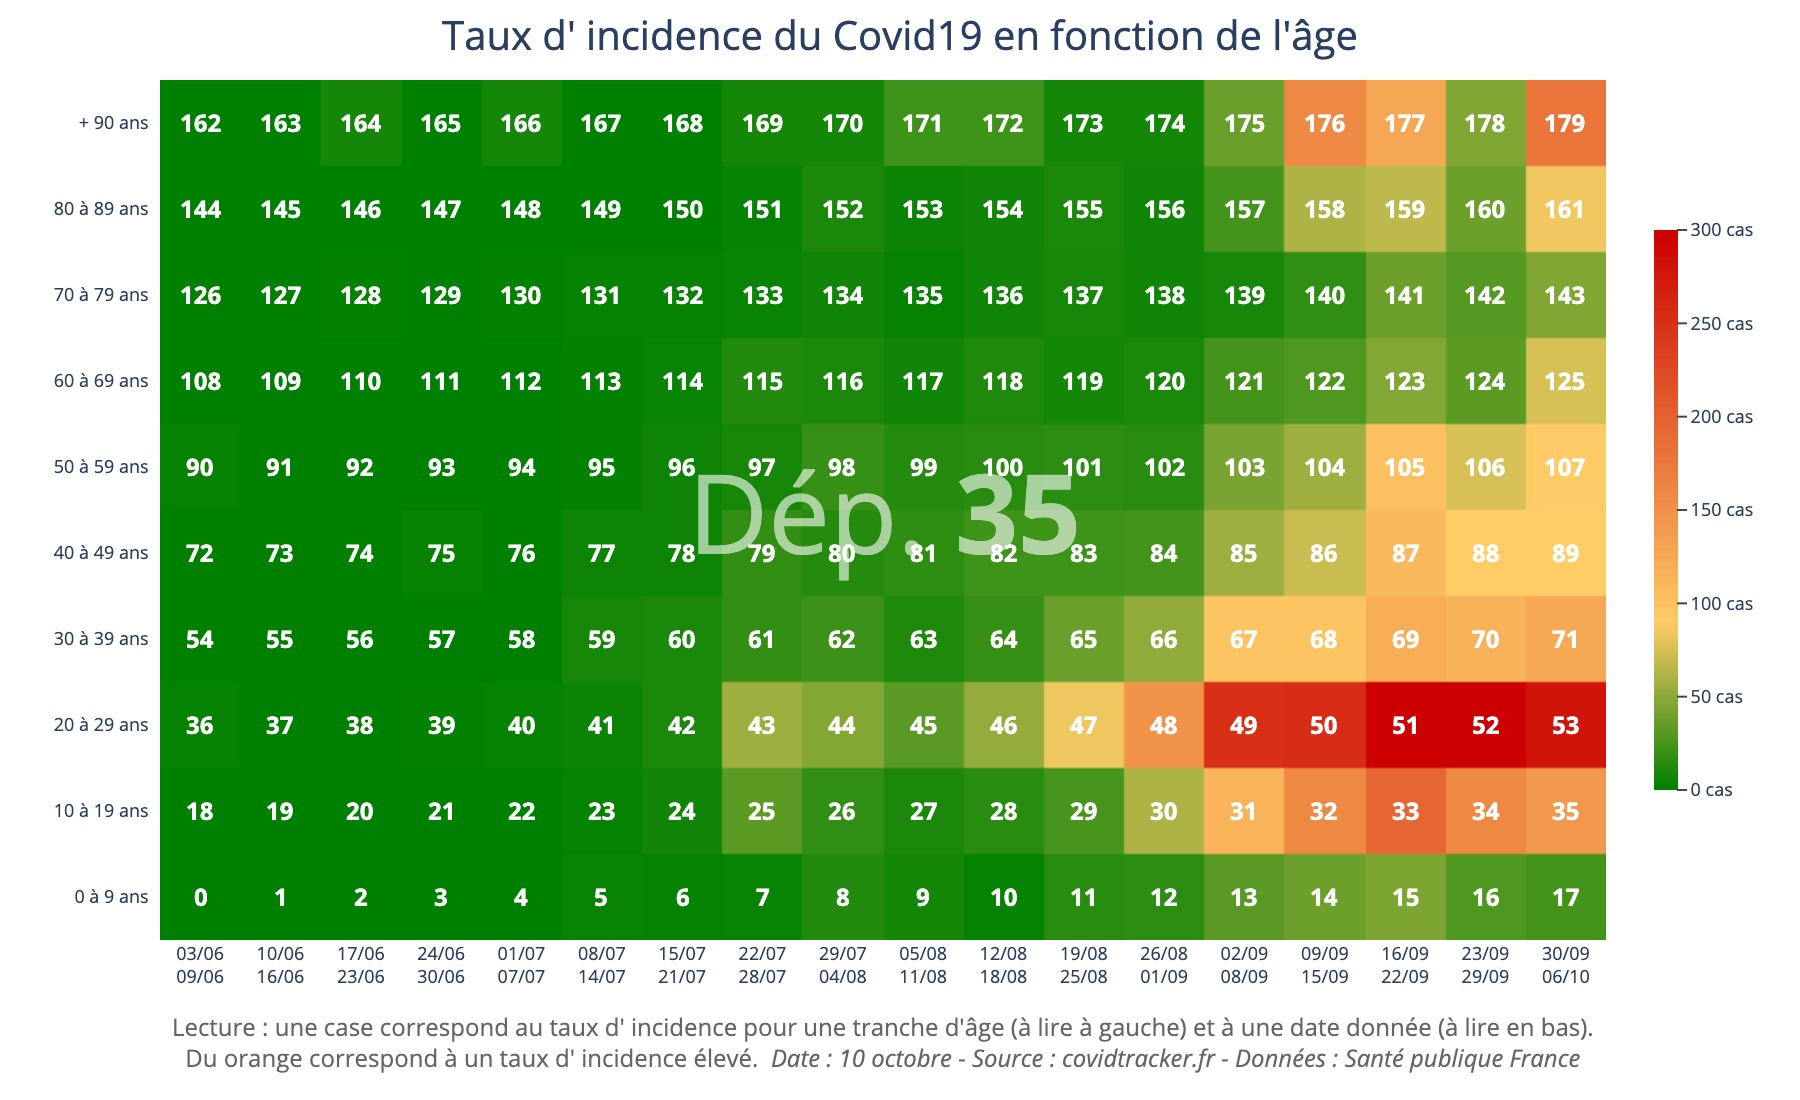 Taux d' incidence du Covid19 en fonction de l'âge
+ 90 ans 162 163 164 165 166 167 168 169 170 171 172 173 174 175 176 177 178 179
80 à 89 ans 144 145 146 147 148 149 150 151 152 153 154 155 156 157 158 159 160 161
300 cas
70 à 79 ans 126 127 128 129 130 131 132 133 134 135 136 137 138 139 140 141 142 143
250 cas
60 à 69 ans 108 109 110 111 112 113 114 115 116 117 118 119 120 121 122 123 124 125
200 cas
50 à 59 ans 90 91 92 93 94 95 96 97 98 99 100 101 102 103 104 105 106 107
Dép. 35
150 cas
40 à 49 ans 72 73 74 75 76 77 78 79 80 81 82 83 84 85 86 87 88 89
100 cas
30 à 39 ans 54 55 56 57 58 59 60 61 62 63 64 65 66 67 68 69 70 71
50 cas
20 à 29 ans 36 37 38 39 40 41 42 43 44 45 46 47 48 49 50 51 52 53
0 cas
10 à 19 ans 18 19 20 21 22 23 24 25 26 27 28 29 30 31 32 33 34 35
0 à 9 ans 0 1 2 3 4 5 6 7 8 9 10 11 12 13 14 15 16 17
03/06 10/06 17/06 24/06 01/07 08/07 15/07 22/07 29/07 05/08 12/08 19/08 26/08 02/09 09/09 16/09 23/09 30/09
09/06 16/06 23/06 30/06 07/07 14/07 21/07 28/07 04/08 11/08 18/08 25/08 01/09 08/09 15/09 22/09 29/09 06/10
Lecture : une case correspond au taux d' incidence pour une tranche d'âge (à lire à gauche) et à une date donnée (à lire en bas).
Du orange correspond à un taux d' incidence élevé. Date : 10 octobre - Source : covidtracker.fr - Données : Santé publique France